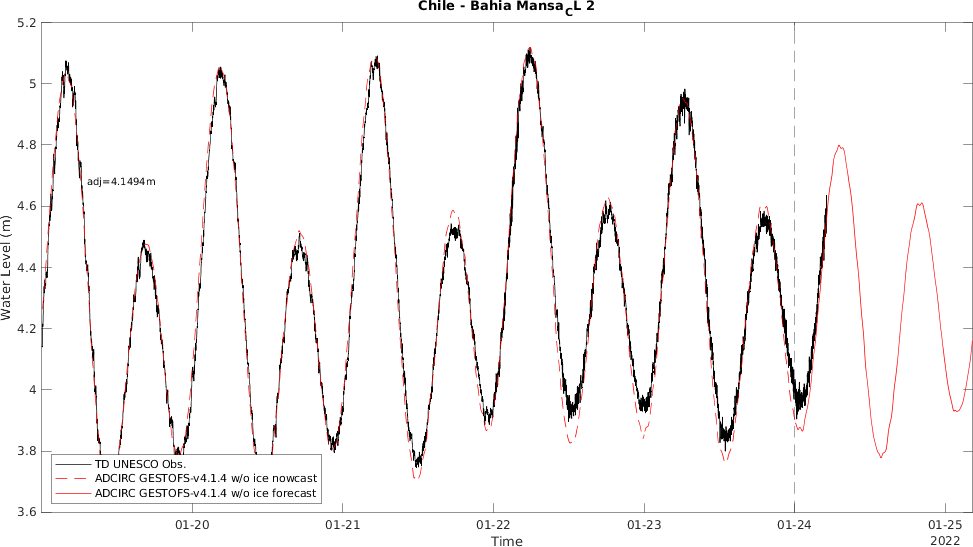 Chile - Bahia Mansa_CL 2
5.2
5
4.8
4.6
4.4
4.2
4
3.8
3.6
Water Level (m)
adj=4.1494m
TD UNESCO Obs.
ADCIRC GESTOFS-v4.1.4 w/o ice nowcast
ADCIRC GESTOFS-v4.1.4 w/o ice forecast
01-20
01-21
01-22
01-23
01-24
01-25
Time
2022